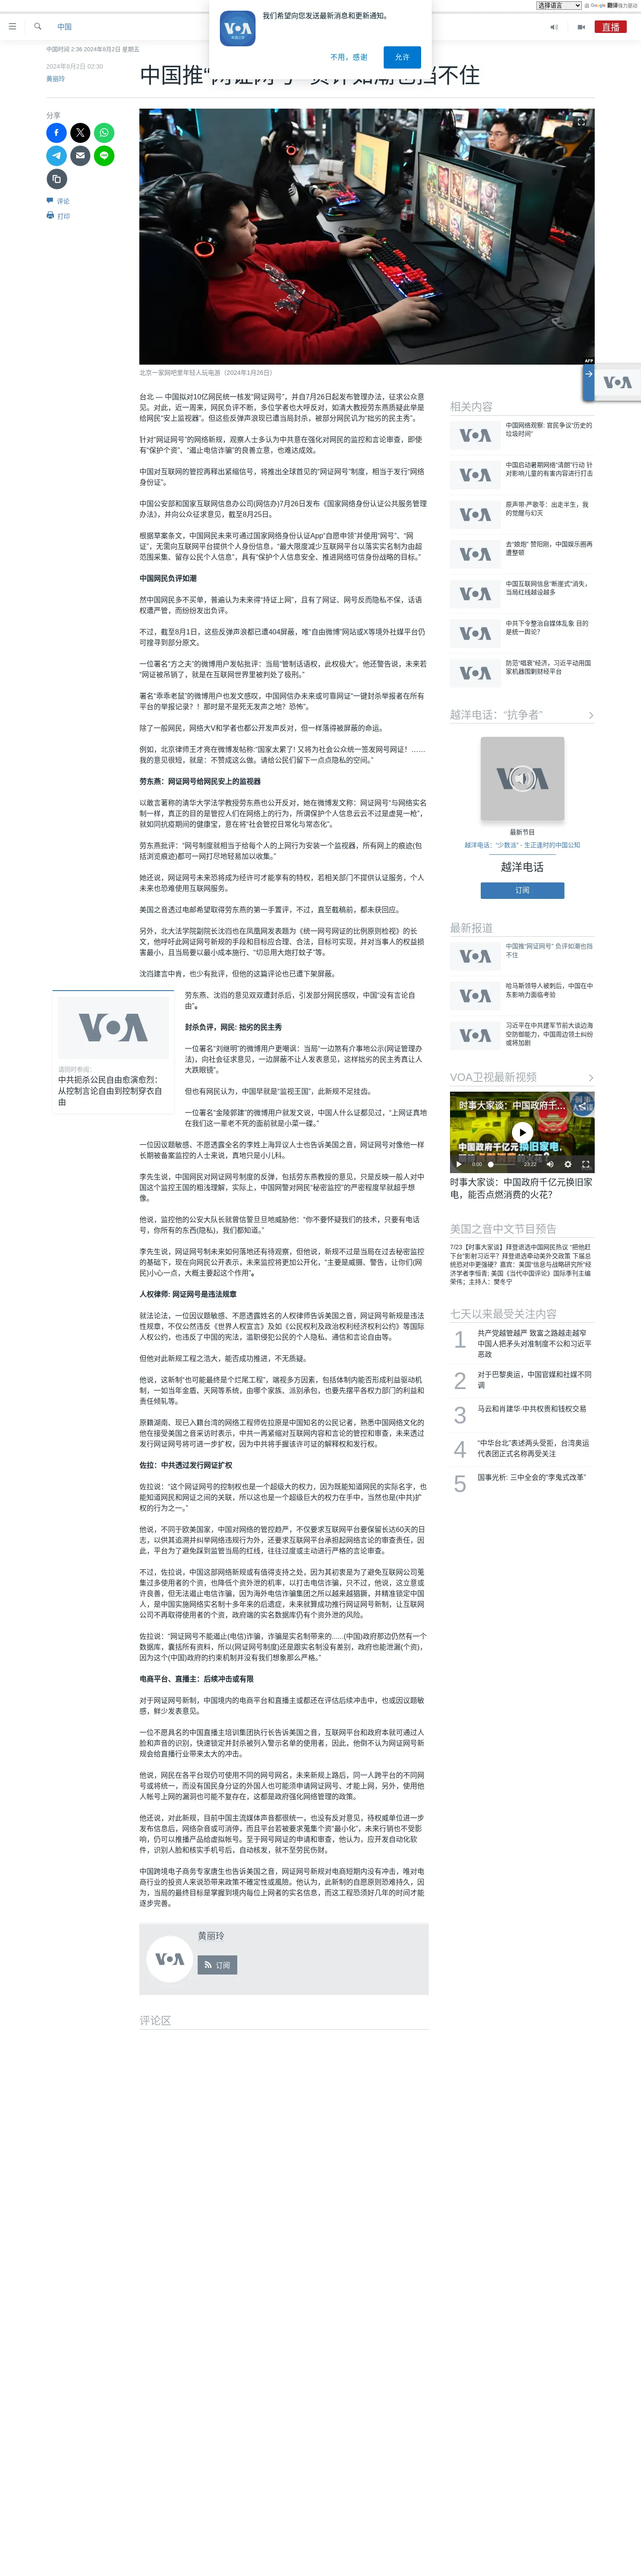 选择语言
由 Google 翻译强力驱动
我们希望向您发送最新消息和更新通知。
不用，感谢
允许
中国
直播
中国时间 2:36 2024年8月2日 星期五
2024年8月2日 02:30
黄丽玲
中国推“网证网号” 负评如潮也挡不住
分享
评论
打印
AFP
北京一家网吧里年轻人玩电游（2024年1月26日）
台北 — 中国拟对10亿网民统一核发“网证网号”，并自7月26日起发布管理办法，征求公众意
见。对此，近一周来，网民负评不断，多位学者也大呼反对，如清大教授劳东燕质疑此举是
给网民“安上监视器”。但这些反弹声浪现已遭当局封杀，被部分网民讥为“拙劣的民主秀”。
针对“网证网号”的网络新规，观察人士多认为中共意在强化对网民的监控和言论审查，即使
有“保护个资”、“遏止电信诈骗”的良善立意，也难达成效。
中国对互联网的管控再释出紧缩信号，将推出全球首见的“网证网号”制度，相当于发行“网络
身份证”。
中国公安部和国家互联网信息办公司(网信办)7月26日发布《国家网络身份认证公共服务管理
办法》，并向公众征求意见，截至8月25日。
根据草案条文，中国网民未来可通过国家网络身份认证App“自愿申领”并使用“网号”、“网
证”，无需向互联网平台提供个人身份信息，“最大限度减少互联网平台以落实实名制为由超
范围采集、留存公民个人信息”，具有“保护个人信息安全、推进网络可信身份战略的目标。”
中国网民负评如潮
然中国网民多不买单，普遍认为未来得“持证上网”，且有了网证、网号反而隐私不保，话语
权遭严管，而纷纷发出负评。
不过，截至8月1日，这些反弹声浪都已遭404屏蔽，唯“自由微博”网站或X等境外社媒平台仍
可搜寻到部分原文。
一位署名“方之夫”的微博用户发帖批评：当局“管制话语权，此权极大”。他还警告说，未来若
“网证被吊销了，就是在互联网世界里被判处了极刑。”
署名“乖乖老鼠”的微博用户也发文感叹，中国网信办未来或可靠网证“一键封杀举报者在所有
平台的举报记录？！ 那时是不是死无发声之地？恐怖”。
除了一般网民，网络大V和学者也都公开发声反对，但一样落得被屏蔽的命运。
例如，北京律师王才亮在微博发帖称:“国家太累了! 又将为社会公众统一签发网号网证！ ……
我的意见很短，就是：不赞成这么做。请给公民们留下一点点隐私的空间。”
劳东燕：网证网号给网民安上的监视器
以敢言著称的清华大学法学教授劳东燕也公开反对，她在微博发文称：网证网号“与网络实名
制一样，真正的目的是管控人们在网络上的行为，所谓保护个人信息云云不过是虚晃一枪”，
就如同抗疫期间的健康宝，意在将“社会管控日常化与常态化”。
劳东燕批评：“网号制度就相当于给每个人的上网行为安装一个监视器，所有网上的痕迹(包
括浏览痕迹)都可一网打尽地轻易加以收集。”
她还说，网证网号未来恐将成为经许可才能享有的特权，若相关部门不提供认证服务，个人
未来也恐难使用互联网服务。
美国之音透过电邮希望取得劳东燕的第一手置评，不过，直至截稿前，都未获回应。
另外，北大法学院副院长沈岿也在凤凰网发表题为《统一网号网证的比例原则检视》的长
文，他呼吁此网证网号新规的手段和目标应合理、合法，目标可实现，并对当事人的权益损
害最小，且当局要以最小成本施行、“切忌用大炮打蚊子”等。
沈岿建言中肯，也少有批评，但他的这篇评论也已遭下架屏蔽。
请同时参阅：
中共扼杀公民自由愈演愈烈：从控制言论自由到控制穿衣自由
劳东燕、沈岿的意见双双遭封杀后，引发部分网民感叹，中国“没有言论自
由”。
封杀负评，网民: 拙劣的民主秀
一位署名“刘继明”的微博用户更嘲讽：当局“一边煞有介事地公示(网证管理办
法)，向社会征求意见，一边屏蔽不让人发表意见，这样拙劣的民主秀真让人
大跌眼镜”。
但也有网民认为，中国早就是“监视王国”，此新规不足挂齿。
一位署名“金陵郭建”的微博用户就发文说，中国人什么证都见过，“上网证真地
在我们这一辈老不死的面前就是小菜一碟。”
一位因议题敏感、不愿透露全名的李姓上海异议人士也告诉美国之音，网证网号对像他一样
长期被备案监控的人士来说，真地只是小儿科。
李先生说，中国网民对网证网号制度的反弹，包括劳东燕教授的意见，只是反映一般人对中
国这个监控王国的粗浅理解，实际上，中国网警对网民“秘密监控”的严密程度早就超乎想
像。
他说，监控他的公安大队长就曾信誓旦旦地威胁他：“你不要怀疑我们的技术，只要有电话
号，你所有的东西(隐私)，我们都知道。”
李先生说，网证网号制未来如何落地还有待观察，但他说，新规不过是当局在过去秘密监控
的基础下，现在向网民公开表示，未来监控将更加公开化，“主要是威慑、警告，让你们(网
民)小心一点，大概主要起这个作用”。
人权律师: 网证网号是违法规章
就法论法，一位因议题敏感、不愿透露姓名的人权律师告诉美国之音，网证网号新规是违法
性规章，不仅公然违反《世界人权宣言》及如《公民权利及政治权利经济权利公约》等国际
人权公约，也违反了中国的宪法，滥职侵犯公民的个人隐私、通信和言论自由等。
但他对此新规工程之浩大，能否成功推进，不无质疑。
他说，这新制“也可能最终是个烂尾工程”，端视多方因素，包括体制内能否形成利益驱动机
制，一如当年金盾、天网等系统，由哪个家族、派别承包，也要先摆平各权力部门的利益和
责任倾轧等。
原籍湖南、现已入籍台湾的网络工程师佐拉原是中国知名的公民记者，熟悉中国网络文化的
他在接受美国之音采访时表示，中共一再紧缩对互联网内容和言论的管控和审查，未来透过
发行网证网号将可进一步扩权，因为中共将手握该许可证的解释权和发行权。
佐拉：中共透过发行网证扩权
佐拉说：“这个网证网号的控制权也是一个超级大的权力，因为既能知道网民的实际名字，也
能知道网民和网证之间的关联，所以这也是一个超级巨大的权力在手中，当然也是(中共)扩
权的行为之一。”
他说，不同于欧美国家，中国对网络的管控趋严，不仅要求互联网平台要保留长达60天的日
志，以供其追溯并纠举网络违规行为外，还要求互联网平台承担起网络言论的审查责任，因
此，平台为了避免踩到监管当局的红线，往往过度或主动进行严格的言论审查。
不过，佐拉说，中国这部网络新规或有值得支持之处，因为其初衷是为了避免互联网公司蒐
集过多使用者的个资，也降低个资外泄的机率，以打击电信诈骗，只不过，他说，这立意或
许良善，但无法遏止电信诈骗，因为海外电信诈骗集团之所以越来越猖獗，并精准锁定中国
人，是中国实施网络实名制十多年来的后遗症，未来就算成功推行网证网号新制，让互联网
公司不再取得使用者的个资，政府端的实名数据库仍有个资外泄的风险。
佐拉说：“网证网号不能遏止(电信)诈骗，诈骗是实名制带来的......(中国)政府那边仍然有一个
数据库，囊括所有资料，所以(网证网号制度)还是跟实名制没有差别，政府也能泄漏(个资)，
因为这个(中国)政府的约束机制并没有我们想象那么严格。”
电商平台、直播主：后续冲击或有限
对于网证网号新制，中国境内的电商平台和直播主或都还在评估后续冲击中，也或因议题敏
感，鲜少发表意见。
一位不愿具名的中国直播主培训集团执行长告诉美国之音，互联网平台和政府本就可通过人
脸和声音的识别，快速锁定并封杀被列入警示名单的使用者，因此，他倒不认为网证网号新
规会给直播行业带来太大的冲击。
他说，网民在各平台现仍可使用不同的网号网名，未来新规上路后，同一人跨平台的不同网
号或将统一，而没有国民身分证的外国人也可能须申请网证网号、才能上网，另外，使用他
人帐号上网的漏洞也可能不复存在，这都是政府强化网络管理的政策。
他还说，对此新规，目前中国主流媒体声音都很统一，也没有反对意见，待权威单位进一步
发布信息后，网络杂音或可消停，而且平台若被要求蒐集个资“最小化”，未来行销也不受影
响，仍可以推播产品给虚拟帐号。至于网号网证的申请和审查，他认为，应开发自动化软
件，识别人脸和核实手机号后，自动核发，就不至劳民伤财。
中国跨境电子商务专家唐生也告诉美国之音，网证网号新规对电商短期内没有冲击，唯对电
商行业的投资人来说恐带来政策不确定性或風險。他认为，此新制的自愿原则恐难持久，因
为，当局的最终目标是掌握到境内每位上网者的实名信息，而这工程恐须好几年的时间才能
逐步完善。
黄丽玲
订阅
评论区
相关内容
中国网络观察: 官民争议“历史的垃圾时间”
中国启动暑期网络“清朗”行动 针对影响儿童的有害内容进行打击
原声带·严歌苓：出走半生，我的觉醒与幻灭
去“娘炮” 赞阳刚，中国娱乐圈再遭整顿
中国互联网信息“断崖式”消失，当局红线越设越多
中共下令整治自媒体乱象 目的是统一舆论？
防范“唱衰”经济，习近平动用国家机器围剿财经平台
越洋电话：“抗争者”
最新节目
越洋电话：“少数派” - 生正逢时的中国公知
越洋电话
订阅
最新报道
中国推“网证网号” 负评如潮也挡不住
哈马斯领导人被刺后，中国在中东影响力面临考验
习近平在中共建军节前大谈边海空防御能力，中国周边领土纠纷或将加剧
VOA卫视最新视频
时事大家谈：中国政府千…
中国政府千亿元换旧家电
0:00
23:22
时事大家谈：中国政府千亿元换旧家电，能否点燃消费的火花？
美国之音中文节目预告
7/23【时事大家谈】拜登退选中国网民热议 “把他赶下台”影射习近平？拜登退选牵动美外交政策 下届总统恐对中更强硬？嘉宾：美国“信息与战略研究所”经济学者李恒青; 美国《当代中国评论》国际季刊主编荣伟；主持人：樊冬宁
七天以来最受关注内容
1
共产党越管越严 致富之路越走越窄 中国人把矛头对准制度不公和习近平恶政
2
对于巴黎奥运，中国官媒和社媒不同调
3
马云和肖建华·中共权贵和钱权交易
4
“中华台北”表述两头受扼，台湾奥运代表团正式名称再受关注
5
国事光析: 三中全会的“李鬼式改革”